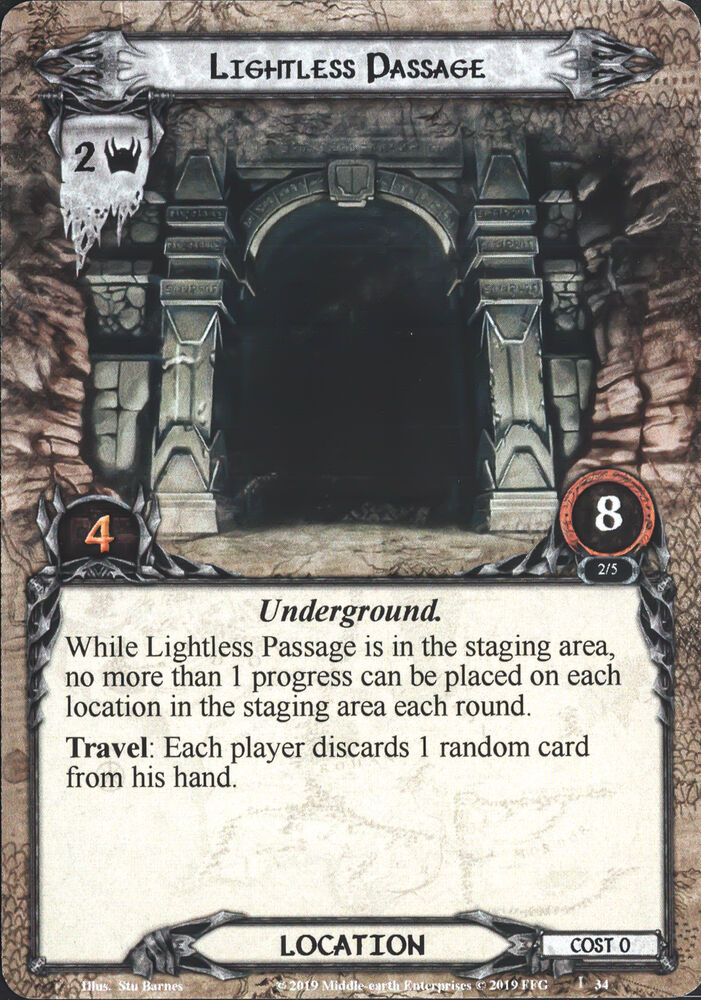 LIGHTLESS PASSAGE
2
4
8
2/5
Underground.
While Lightless Passage is in the staging area,
no more than 1 progress can be placed on each
location in the staging area each round.
Travel: Each player discards 1 random card
from his hand.
LOCATION
COST 0
Illus. Stu Barnes
© 2019 Middle-earth Enterprises © 2019 FFG
34